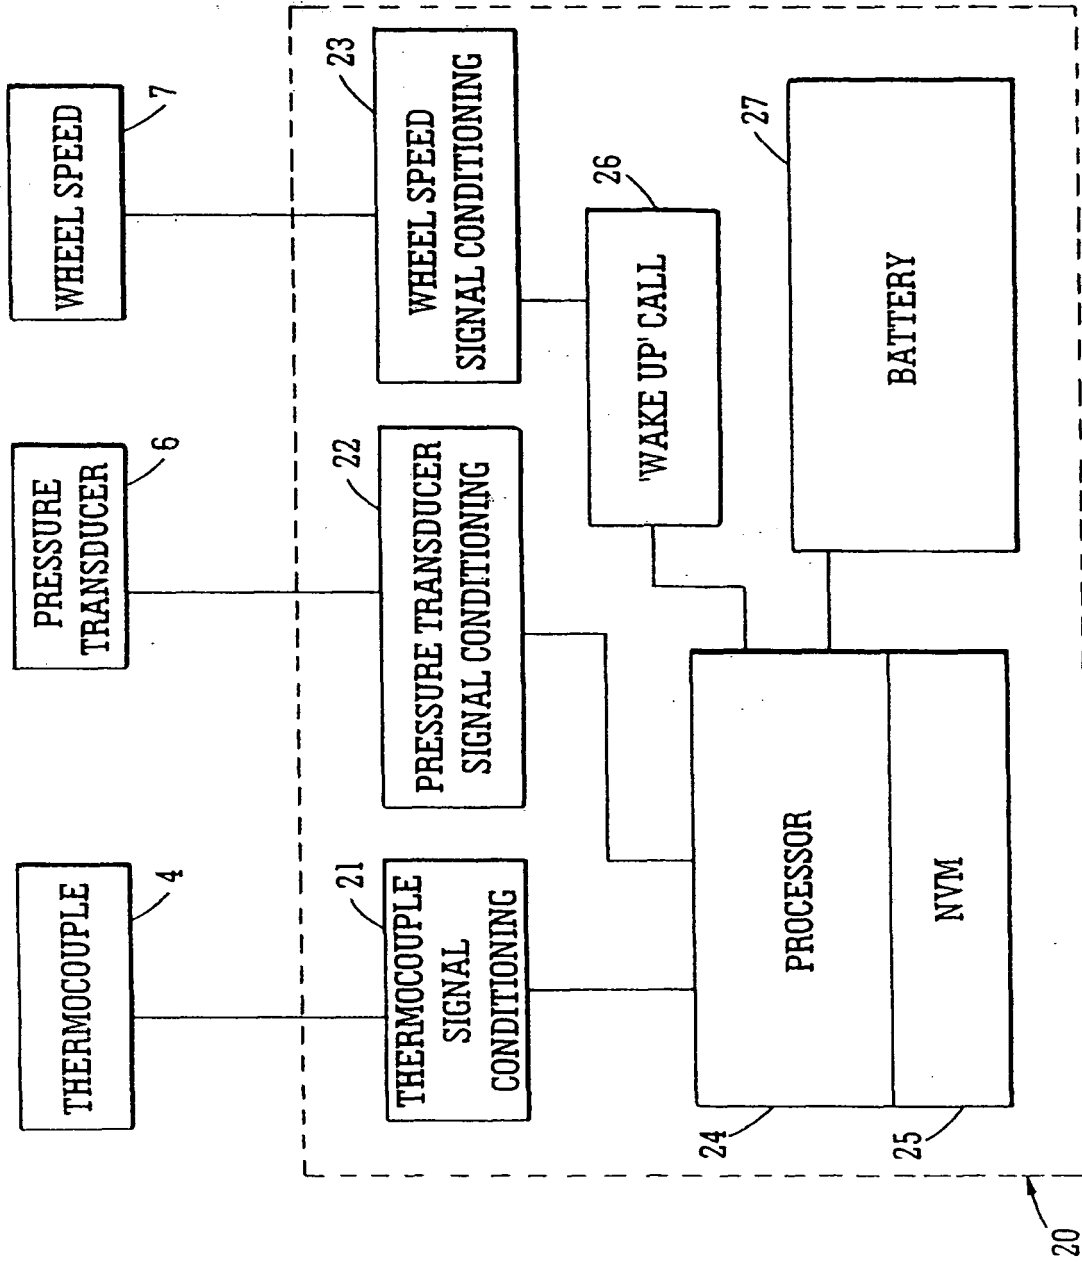 THERMOCOUPLE
4
PRESSURE
TRANSDUCER
6
WHEEL SPEED
7
21
THERMOCOUPLE
SIGNAL
CONDITIONING
22
PRESSURE TRANSDUCER
SIGNAL CONDITIONING
23
WHEEL SPEED
SIGNAL CONDITIONING
26
'WAKE UP' CALL
27
BATTERY
PROCESSOR
24
NVM
25
20